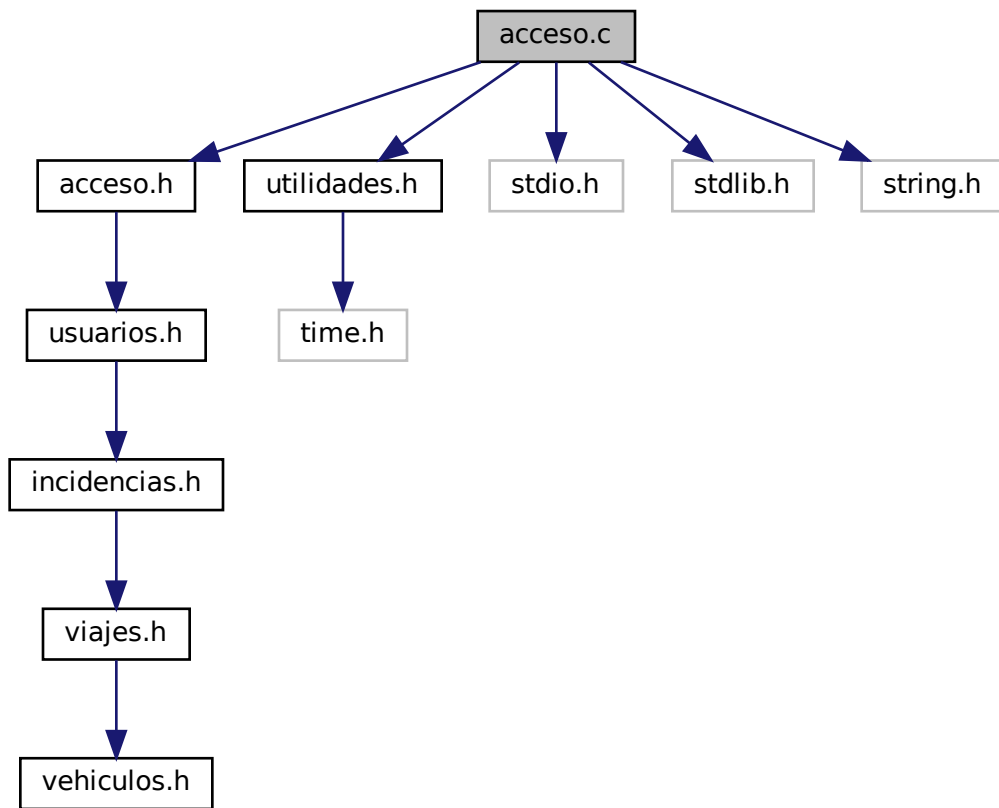 acceso.c
acceso.h
utilidades.h
stdio.h
stdlib.h
string.h
usuarios.h
time.h
incidencias.h
viajes.h
vehiculos.h